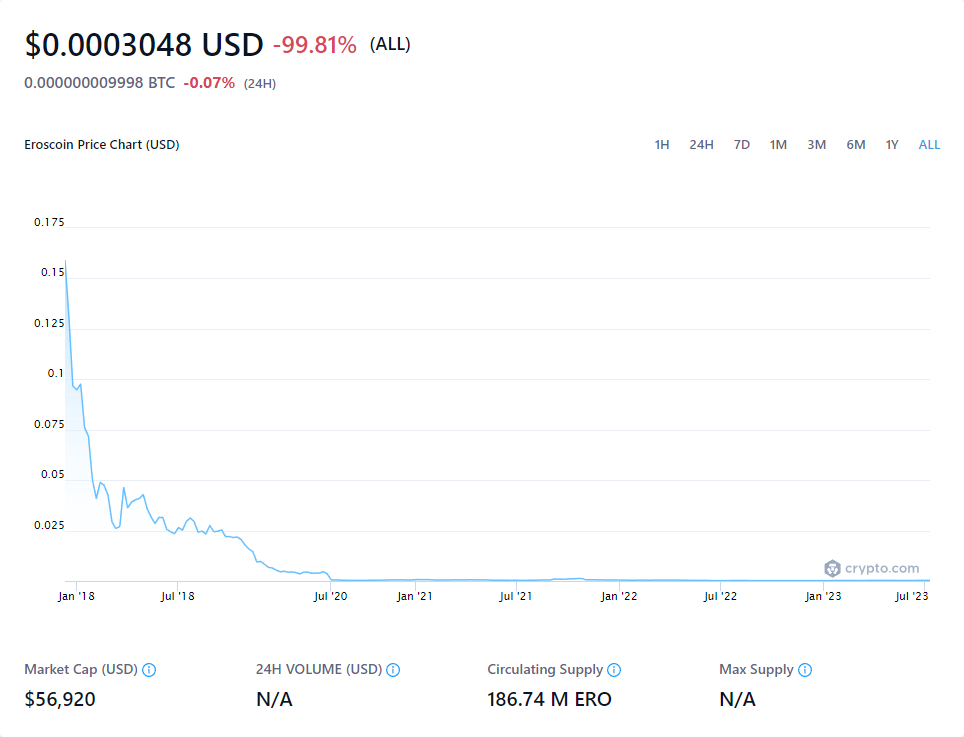 $0.0003048 USD -99.81% (ALL)
0.000000009998 BTC -0.07% (24H)
Eroscoin Price Chart (USD) 1H 24H 7D 1M 3M 6M 1Y ALL
0.175
0.15
0.125
0.1
0.075
0.05
0.025
crypto.com
Jan '18 Jul '18 Jul '20 Jan '21 Jul '21 Jan '22 Jul '22 Jan '23 Jul '23
Market Cap (USD) 24H VOLUME (USD) Circulating Supply Max Supply
$56,920 N/A 186.74 M ERO N/A